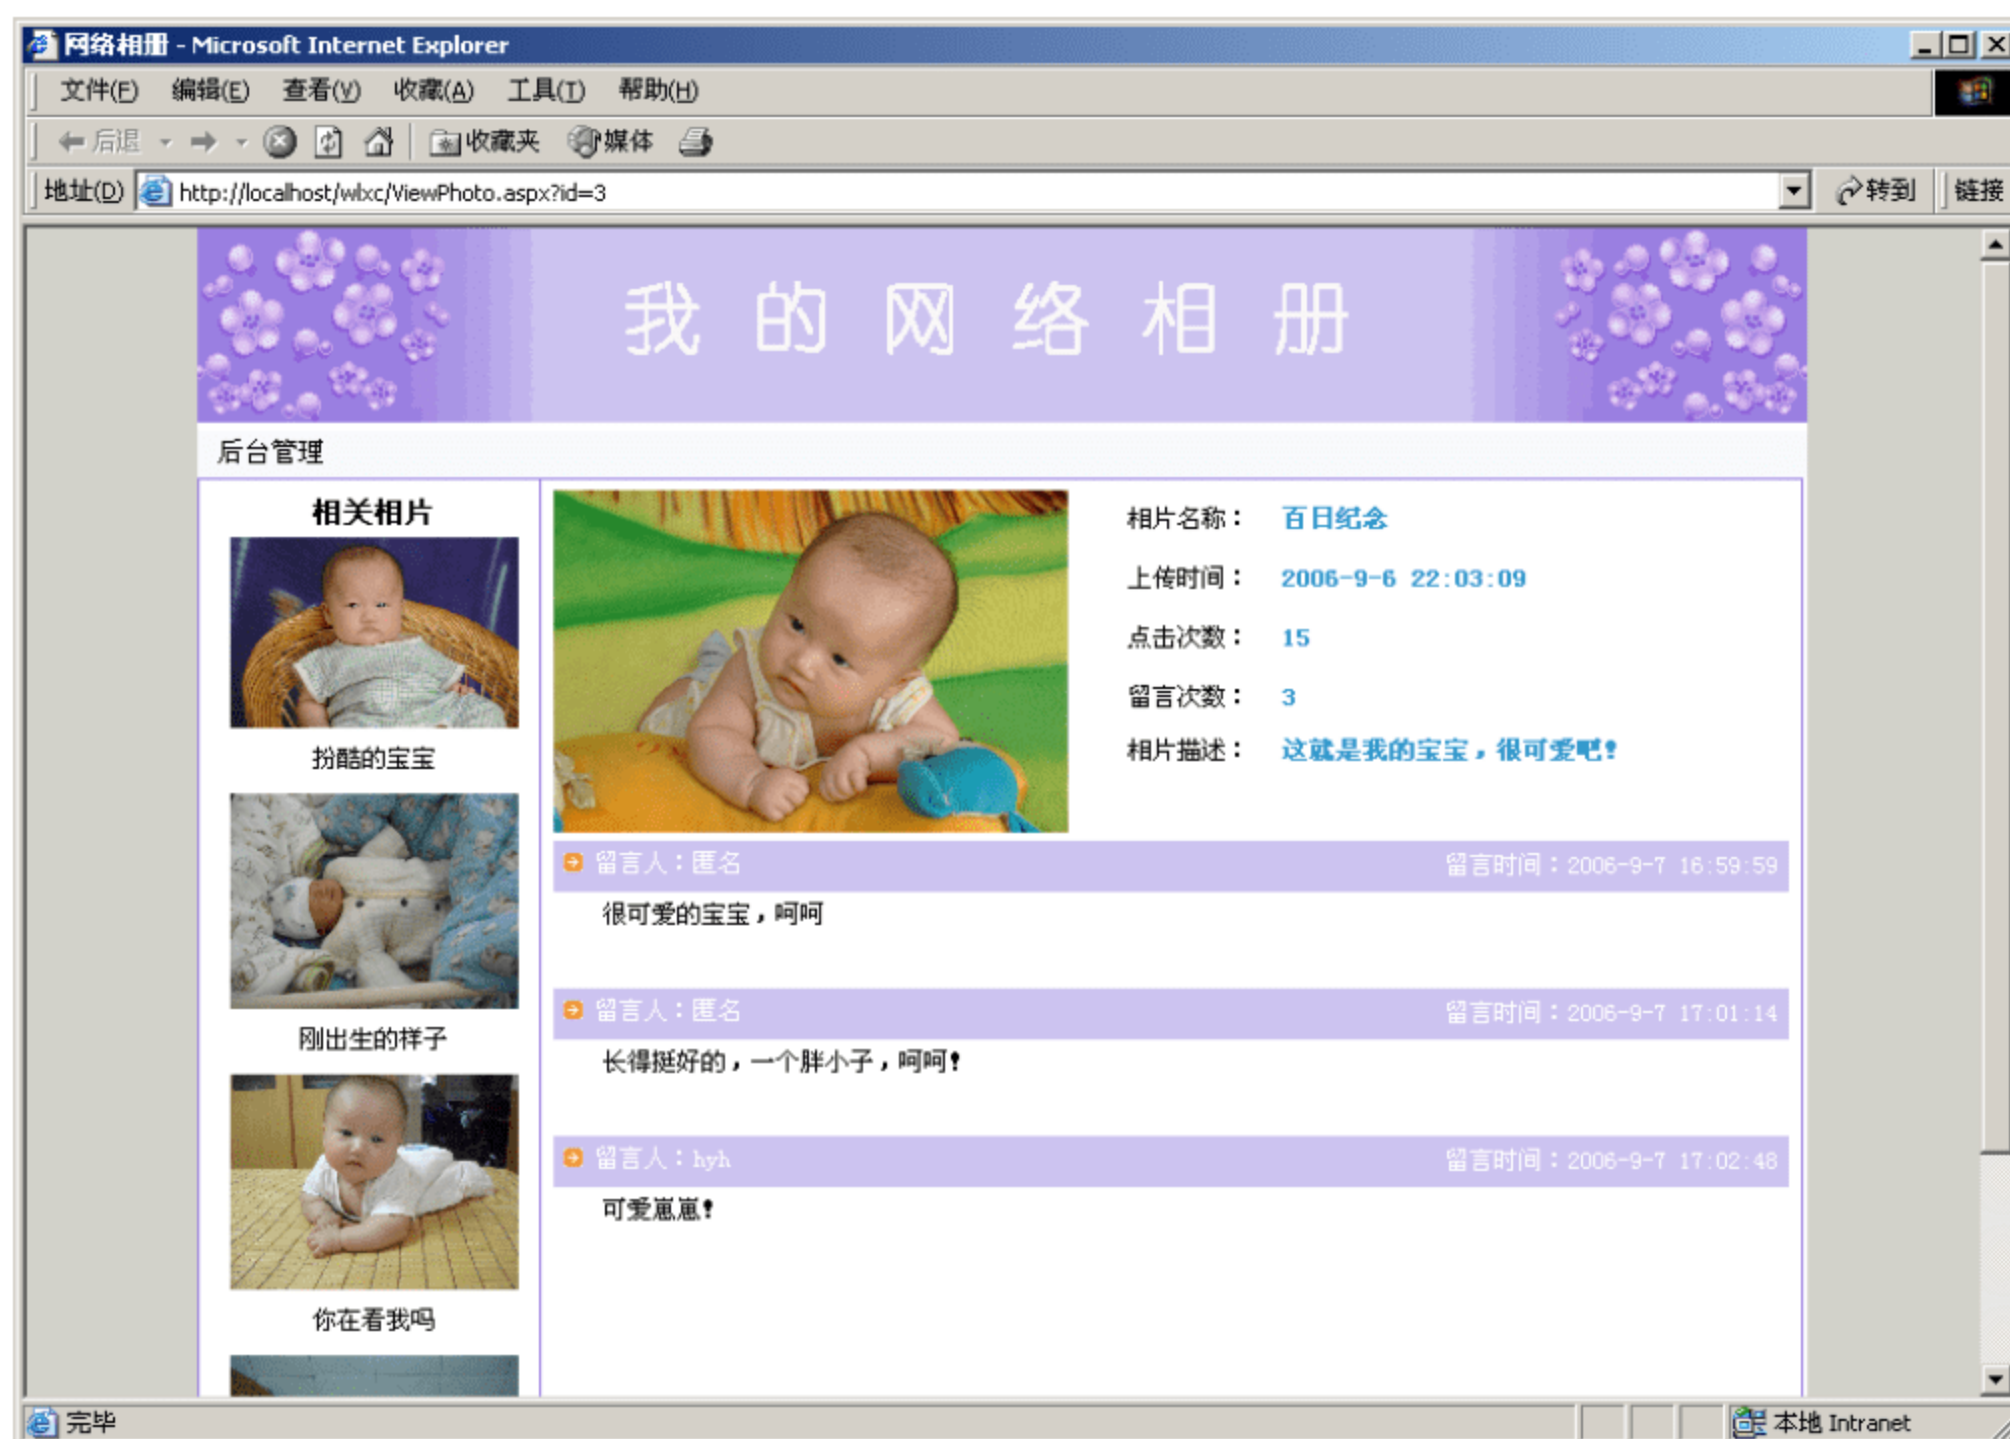 网络相册 - Microsoft Internet Explorer
文件(F) 编辑(E) 查看(V) 收藏(A) 工具(T) 帮助(H)
后退 收藏夹 媒体
地址(D) http://localhost/wlxc/ViewPhoto.aspx?id=3 转到 链接
我的网络相册
后台管理
相关相片
扮酷的宝宝
刚出生的样子
你在看我吗
相片名称： 百日纪念
上传时间： 2006-9-6 22:03:09
点击次数： 15
留言次数： 3
相片描述： 这就是我的宝宝，很可爱吧！
留言人：匿名 留言时间：2006-9-7 16:59:59
很可爱的宝宝，呵呵
留言人：匿名 留言时间：2006-9-7 17:01:14
长得挺好的，一个胖小子，呵呵！
留言人：hyh 留言时间：2006-9-7 17:02:48
可爱崽崽！
完毕 本地 Intranet